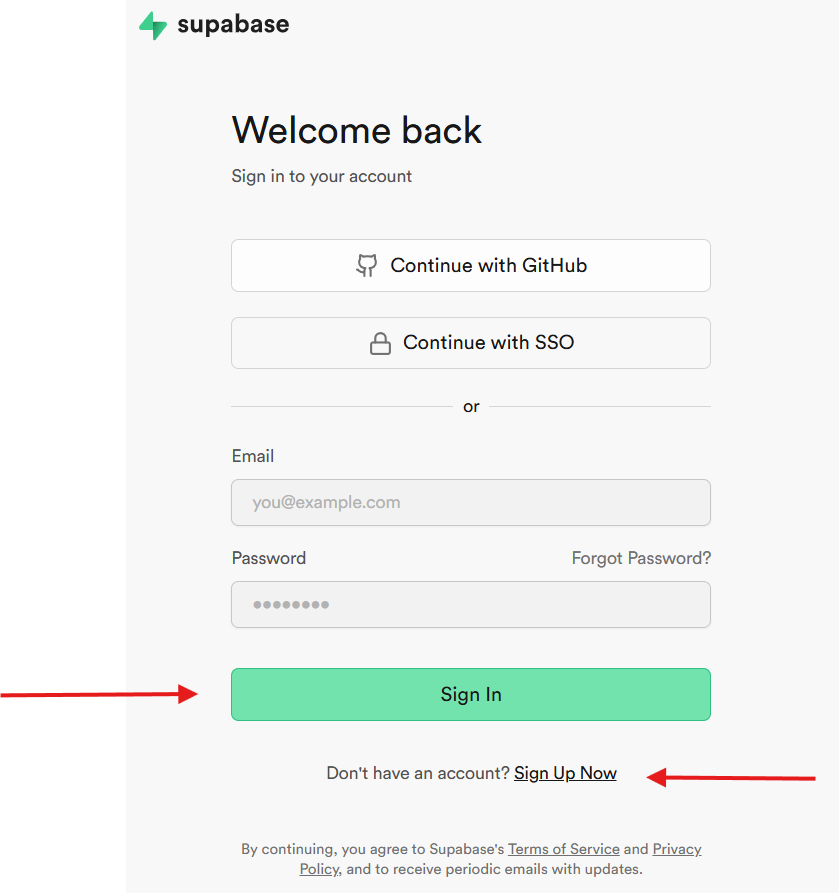 supabase
Welcome back
Sign in to your account
Continue with GitHub
Continue with SSO
or
Email
you@example.com
Password Forgot Password?
••••••••
Sign In
Don't have an account? Sign Up Now
By continuing, you agree to Supabase's Terms of Service and Privacy
Policy, and to receive periodic emails with updates.